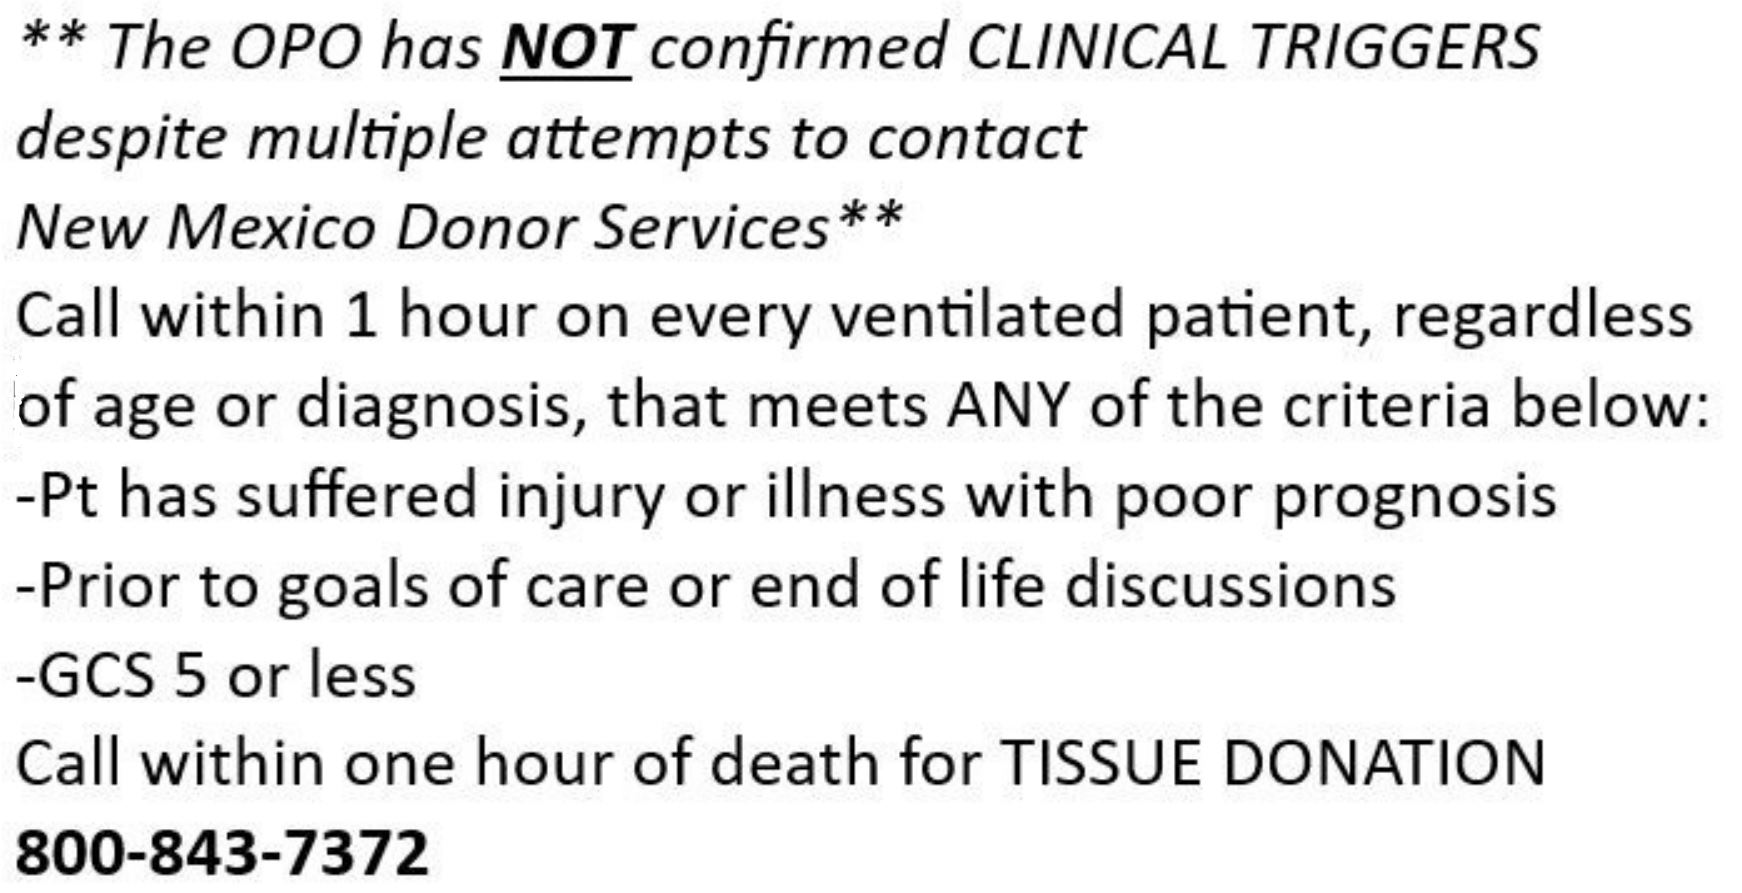 ** The OPO has NOT confirmed CLINICAL TRIGGERS
despite multiple attempts to contact
New Mexico Donor Services**
Call within 1 hour on every ventilated patient, regardless
of age or diagnosis, that meets ANY of the criteria below:
-Pt has suffered injury or illness with poor prognosis
-Prior to goals of care or end of life discussions
-GCS 5 or less
Call within one hour of death for TISSUE DONATION
800-843-7372